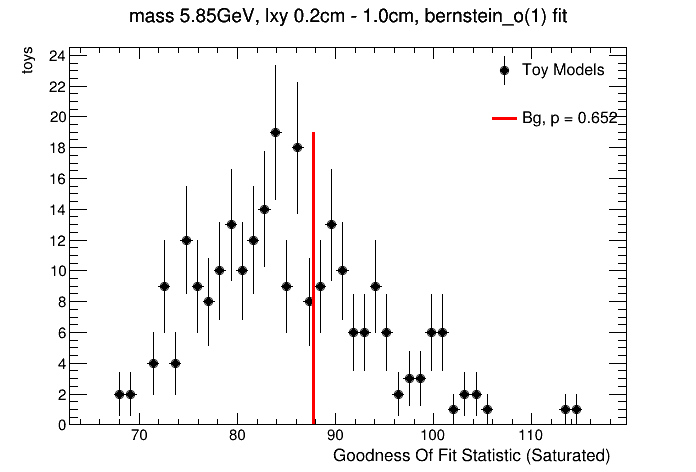 mass 5.85GeV, lxy 0.2cm - 1.0cm, bernstein_o(1) fit
toys
24
22
20
18
16
14
12
10
8
6
4
2
0
Toy Models
Bg, p = 0.652
70 80 90 100 110
Goodness Of Fit Statistic (Saturated)